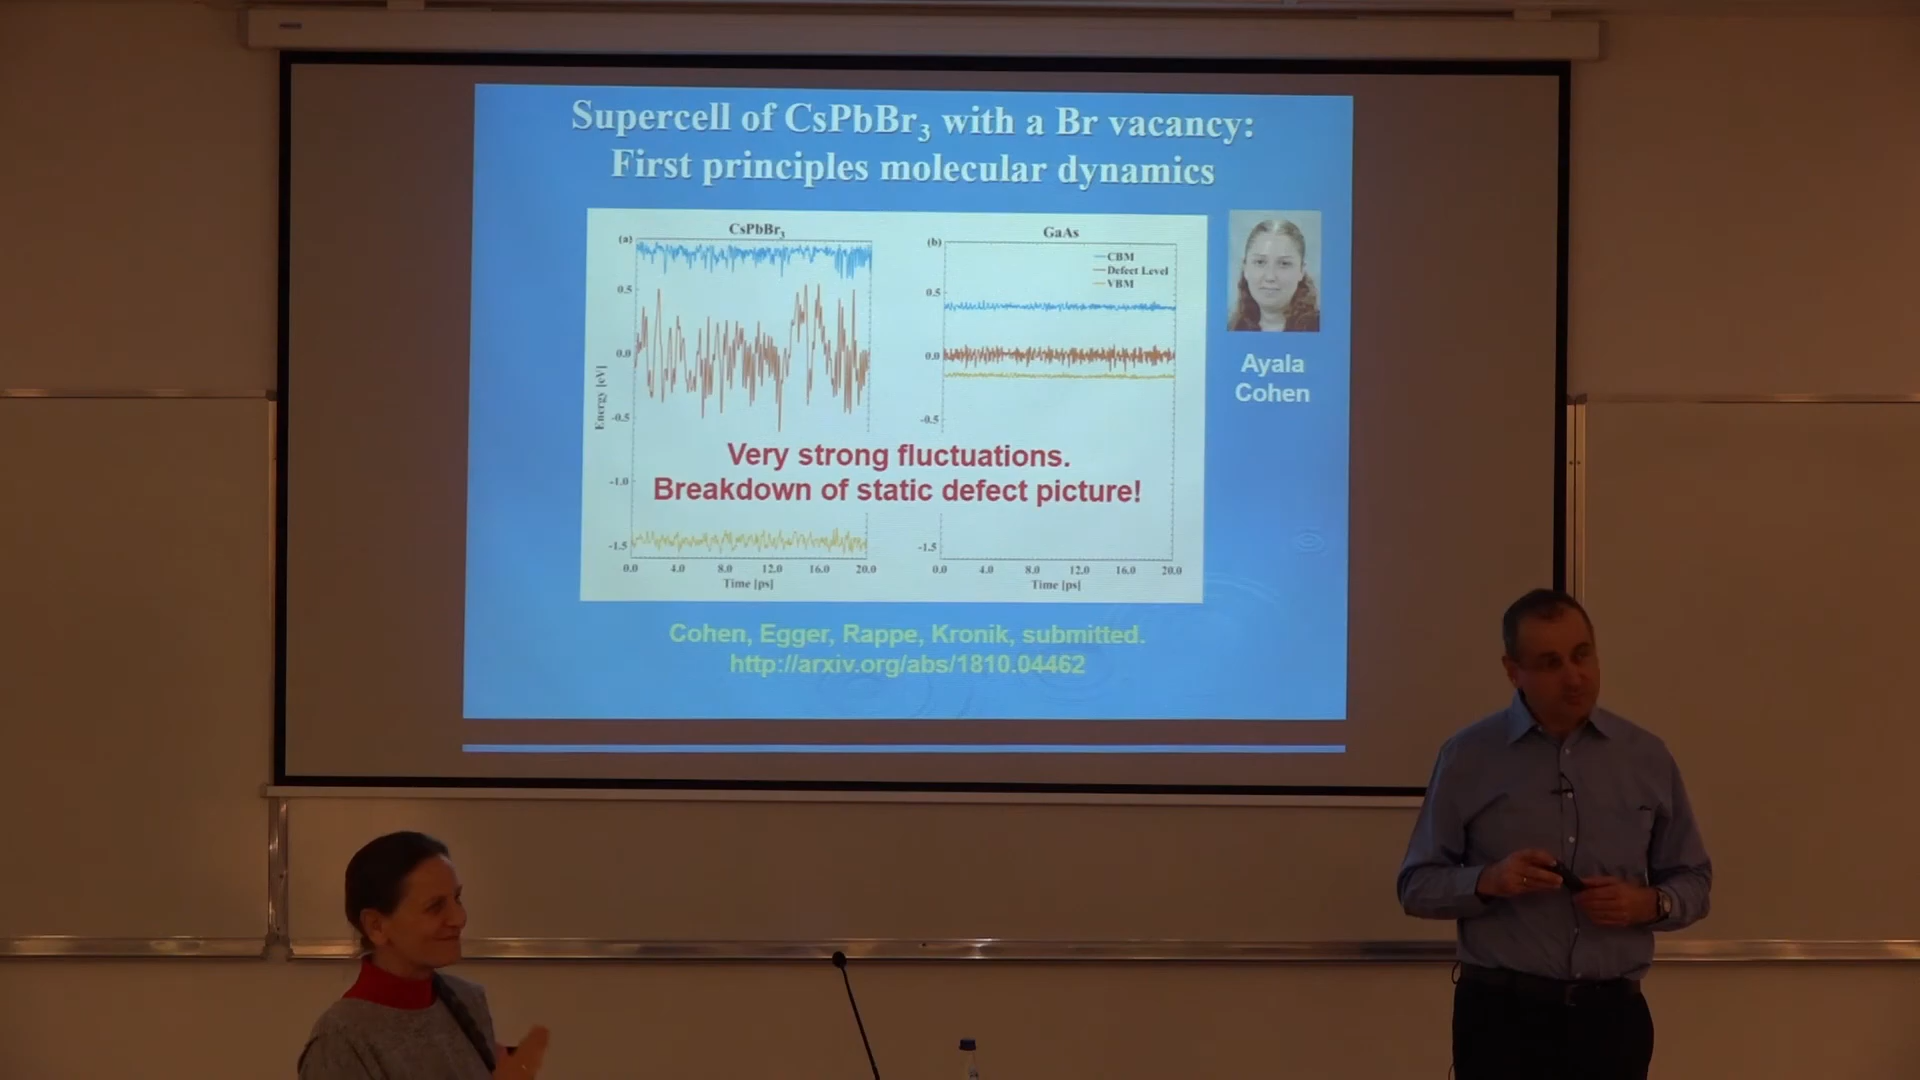 Supercell of CsPbBr₃ with a Br vacancy:
First principles molecular dynamics
(a)
CsPbBr₃
0.5
0.0
-0.5
-1.0
-1.5
Energy [eV]
0.0 4.0 8.0 12.0 16.0 20.0
Time [ps]
(b)
GaAs
CBM
Defect Level
VBM
0.5
0.0
-0.5
-1.5
0.0 4.0 8.0 12.0 16.0 20.0
Time [ps]
Very strong fluctuations.
Breakdown of static defect picture!
Ayala
Cohen
Cohen, Egger, Rappe, Kronik, submitted.
http://arxiv.org/abs/1810.04462